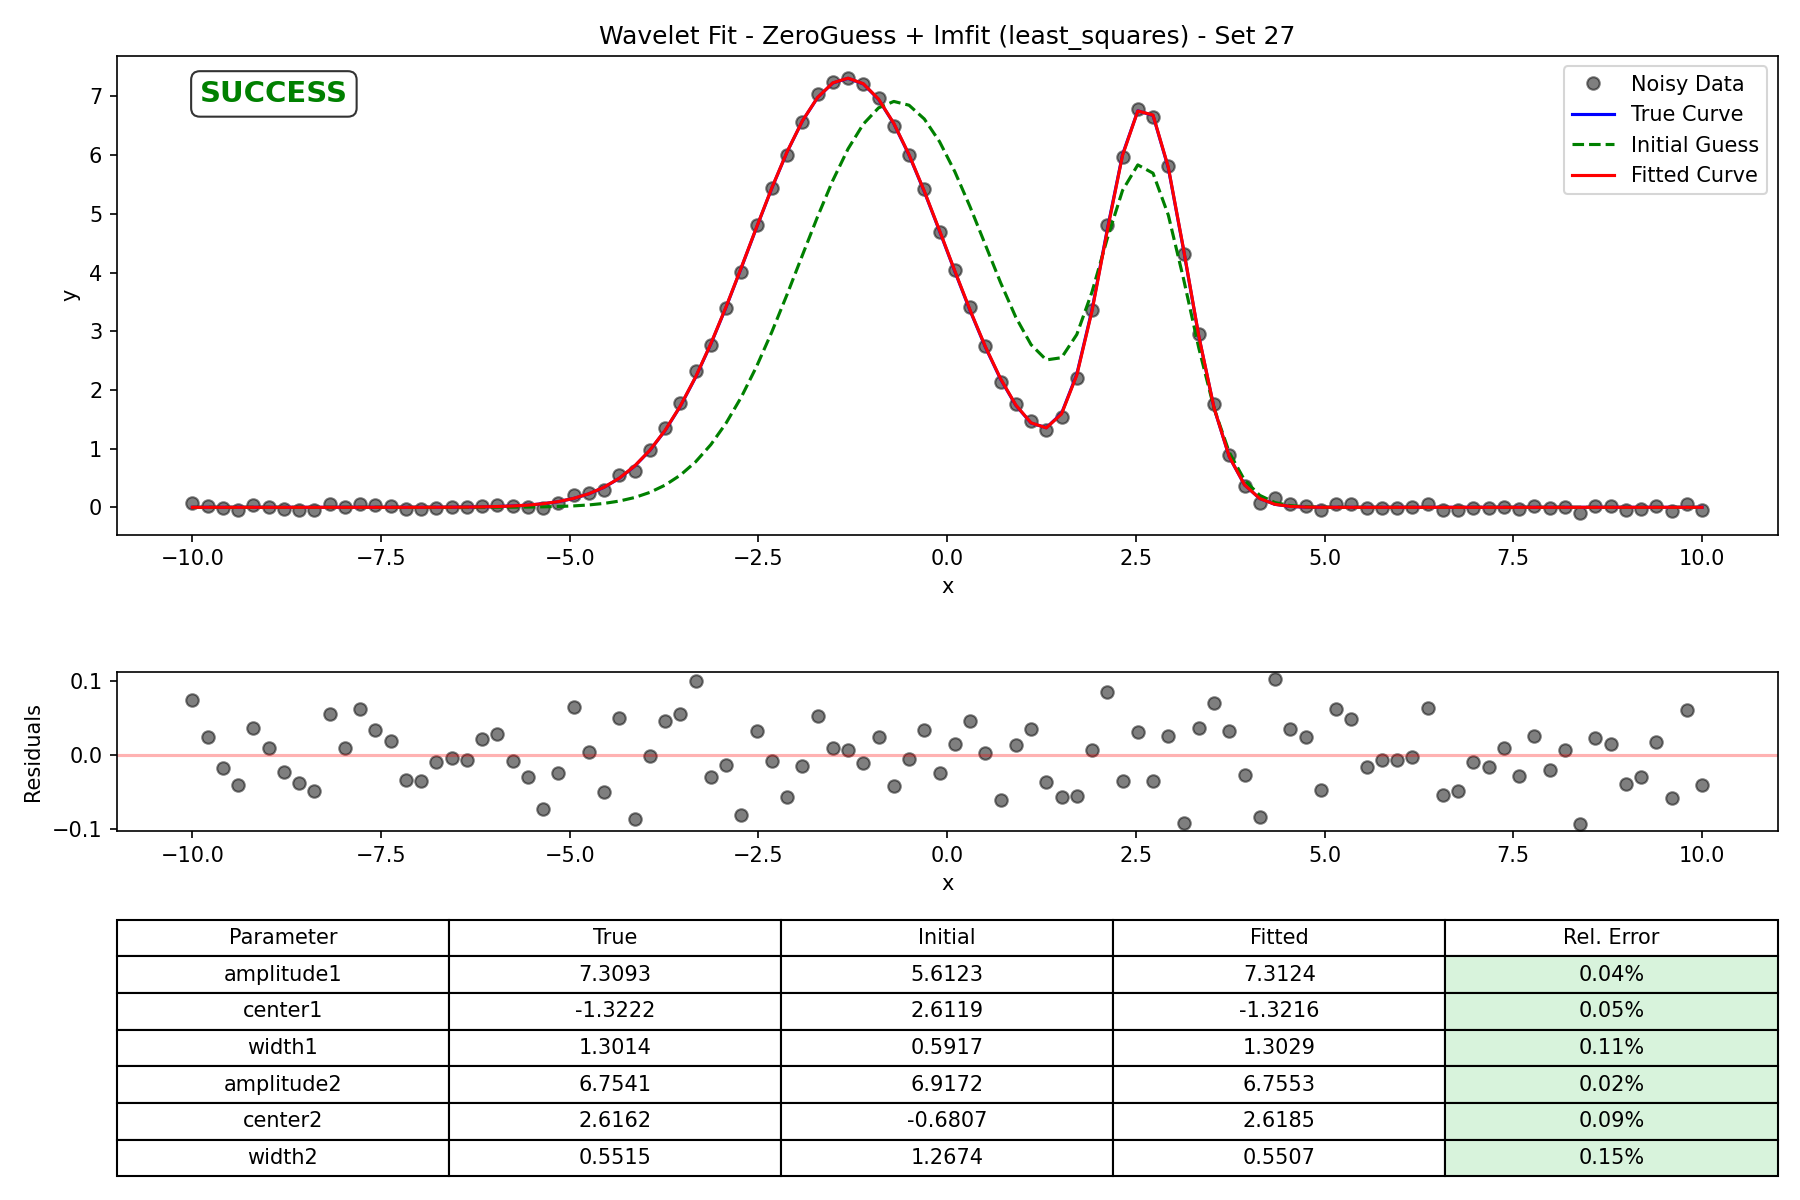 Wavelet Fit - ZeroGuess + lmfit (least_squares) - Set 27
SUCCESS
Noisy Data
True Curve
Initial Guess
Fitted Curve
y
7
6
5
4
3
2
1
0
−10.0 −7.5 −5.0 −2.5 0.0 2.5 5.0 7.5 10.0
x
Residuals
0.1
0.0
−0.1
−10.0 −7.5 −5.0 −2.5 0.0 2.5 5.0 7.5 10.0
x
Parameter True Initial Fitted Rel. Error
amplitude1 7.3093 5.6123 7.3124 0.04%
center1 -1.3222 2.6119 -1.3216 0.05%
width1 1.3014 0.5917 1.3029 0.11%
amplitude2 6.7541 6.9172 6.7553 0.02%
center2 2.6162 -0.6807 2.6185 0.09%
width2 0.5515 1.2674 0.5507 0.15%